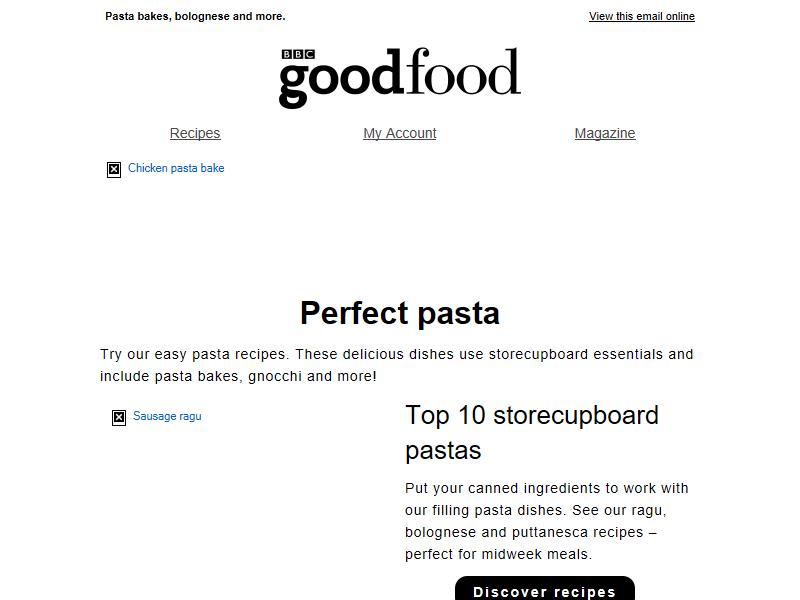 Pasta bakes, bolognese and more.
View this email online
BBC
goodfood
Recipes
My Account
Magazine
Chicken pasta bake
Perfect pasta
Try our easy pasta recipes. These delicious dishes use storecupboard essentials and
include pasta bakes, gnocchi and more!
Sausage ragu
Top 10 storecupboard
pastas
Put your canned ingredients to work with
our filling pasta dishes. See our ragu,
bolognese and puttanesca recipes –
perfect for midweek meals.
Discover recipes